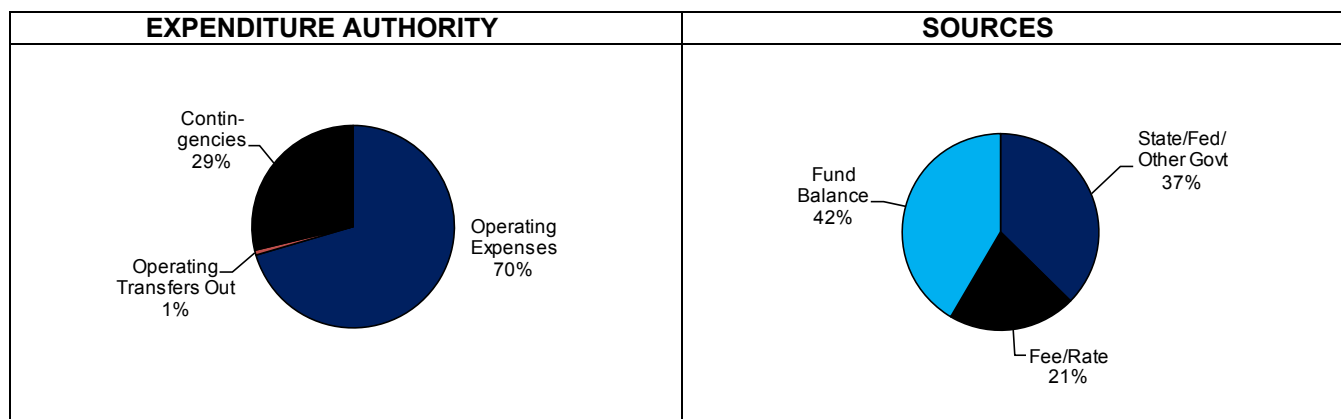 EXPENDITURE AUTHORITY
Contin-
gencies
29%
Operating
Expenses
70%
Operating
Transfers Out
1%
SOURCES
State/Fed/
Other Govt
37%
Fund
Balance
42%
Fee/Rate
21%